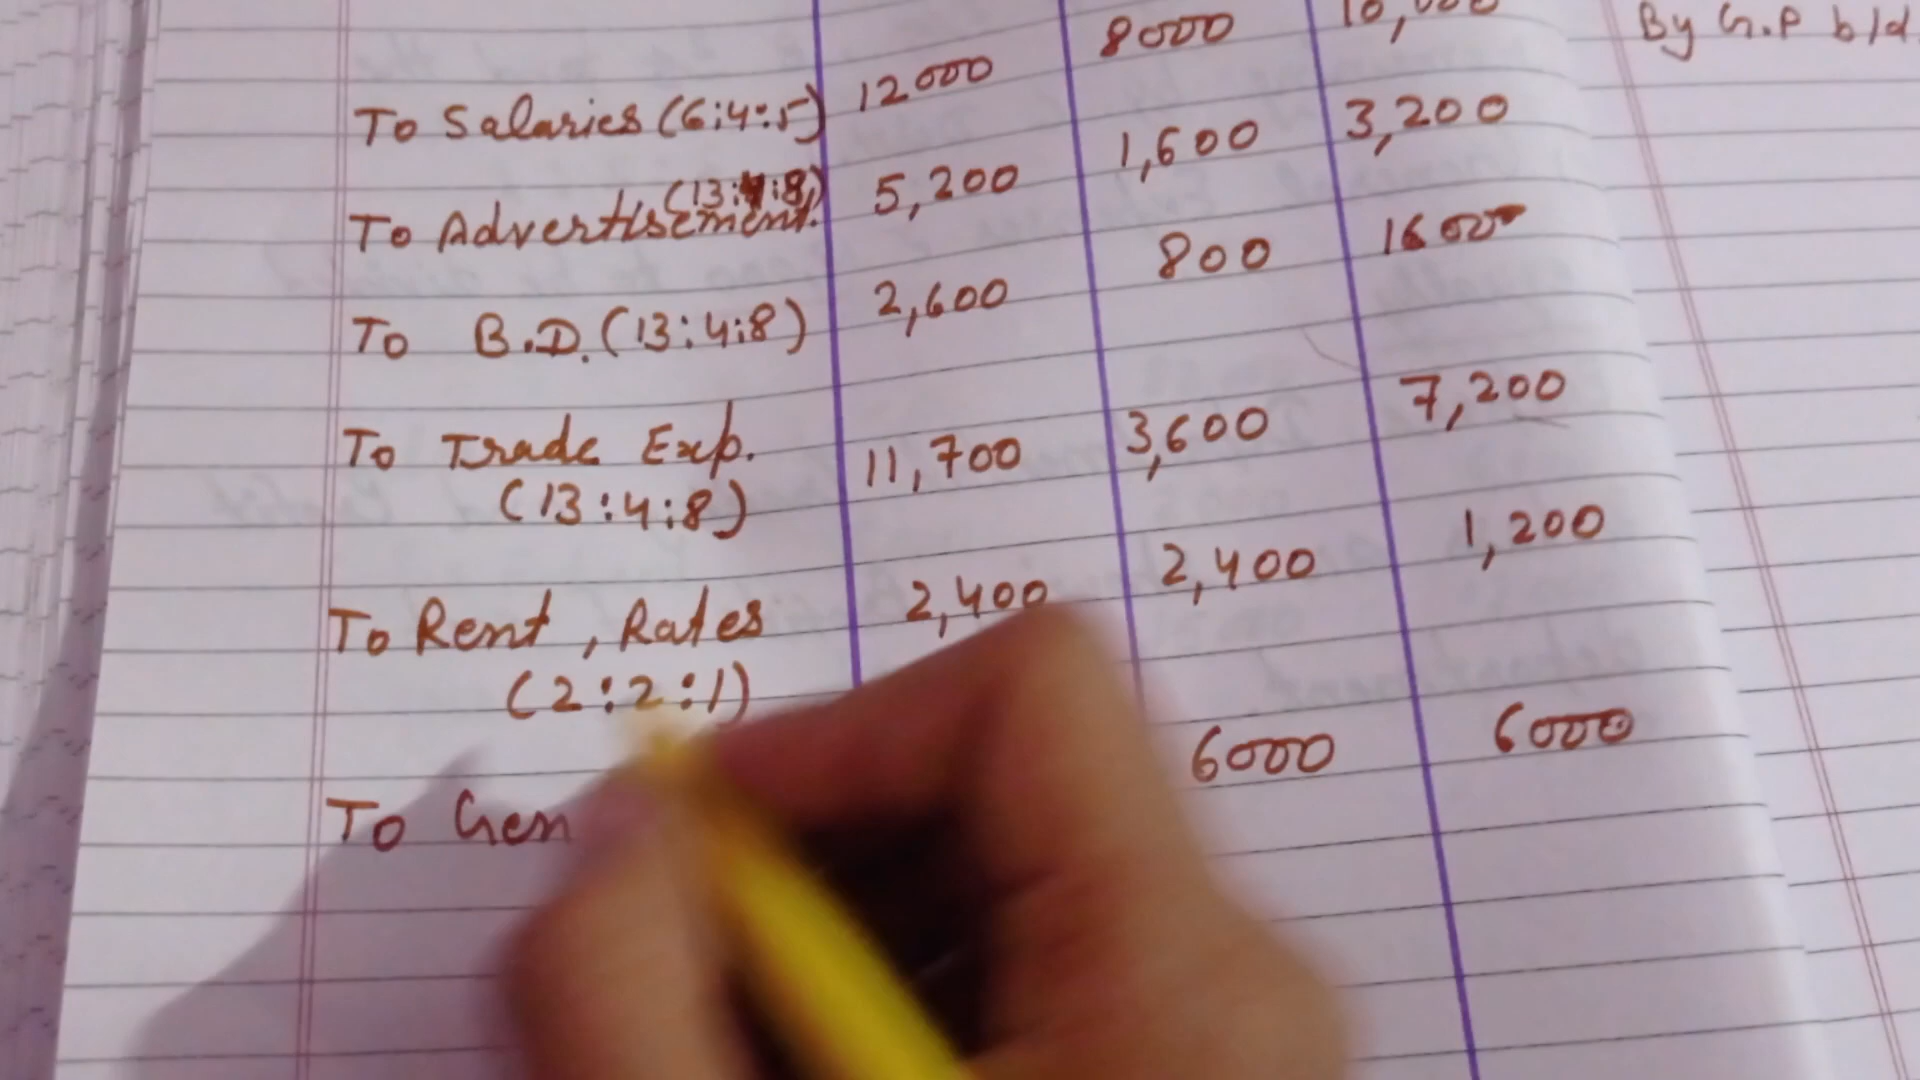 To Salaries (6:4:5) 12000 8000 10,000
By G.P b/d
(13:4:8)
To Advertisement. 5,200 1,600 3,200
To B.D. (13:4:8) 2,600 800 1600
To Trade Exp. 11,700 3,600 7,200
(13:4:8)
To Rent, Rates 2,400 2,400 1,200
(2:2:1)
To Gen 6000 6000